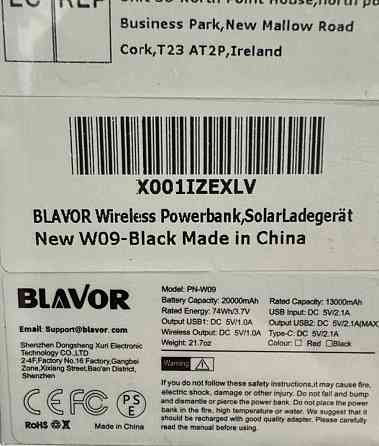 EC REP
Business Park,New Mallow Road
Cork,T23 AT2P,Ireland
X001IZEXLV
BLAVOR Wireless Powerbank,SolarLadegerät
New W09-Black Made in China
BLAVOR
Email: Support@blavor.com
Shenzhen Dongsheng Xuri Electronic
Technology CO.,LTD
2-4F,Factory No.16 Factory,Gangbei
Zone,Xixiang Street,Bao'an District,
Shenzhen
CE FC PS E
RoHS Made in China
Model: PN-W09
Battery Capacity: 20000mAh Rated Capacity: 13000mAh
Rated Energy: 74Wh/3.7V USB Input: DC 5V/2.1A
Output USB1: DC 5V/1.0A Output USB2: DC 5V/2.1A(MAX)
Wireless Output: DC 5V/1.0A Type-C: DC 5V/2.1A
Weight: 21.7oz Colour: □ Red □Black
Warning
If you do not follow these safety instructions,it may cause fire,
electric shock, damage or other injury. Do not fall and bump
and dismantle or pierce the power bank. Do not place the power
bank in the fire, high temperature or water. We suggest that it
should be recharged with good quality adapter. Please carefully
read the manual before using.